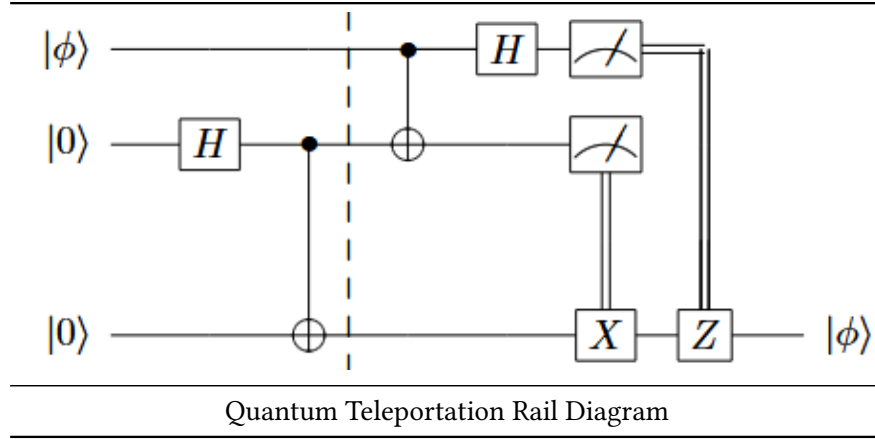 |ϕ⟩ H
|0⟩ H
|0⟩ X Z |ϕ⟩
Quantum Teleportation Rail Diagram